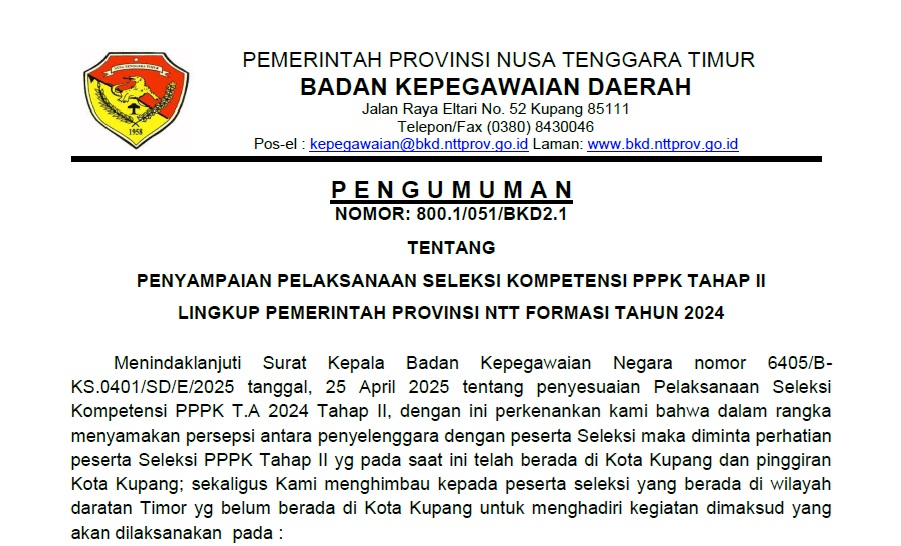 NUSA TENGGARA TIMUR
1958
PEMERINTAH PROVINSI NUSA TENGGARA TIMUR
BADAN KEPEGAWAIAN DAERAH
Jalan Raya Eltari No. 52 Kupang 85111
Telepon/Fax (0380) 8430046
Pos-el : kepegawaian@bkd.nttprov.go.id Laman: www.bkd.nttprov.go.id
P E N G U M U M A N
NOMOR: 800.1/051/BKD2.1
TENTANG
PENYAMPAIAN PELAKSANAAN SELEKSI KOMPETENSI PPPK TAHAP II
LINGKUP PEMERINTAH PROVINSI NTT FORMASI TAHUN 2024
Menindaklanjuti Surat Kepala Badan Kepegawaian Negara nomor 6405/B-
KS.0401/SD/E/2025 tanggal, 25 April 2025 tentang penyesuaian Pelaksanaan Seleksi
Kompetensi PPPK T.A 2024 Tahap II, dengan ini perkenankan kami bahwa dalam rangka
menyamakan persepsi antara penyelenggara dengan peserta Seleksi maka diminta perhatian
peserta Seleksi PPPK Tahap II yg pada saat ini telah berada di Kota Kupang dan pinggiran
Kota Kupang; sekaligus Kami menghimbau kepada peserta seleksi yang berada di wilayah
daratan Timor yg belum berada di Kota Kupang untuk menghadiri kegiatan dimaksud yang
akan dilaksanakan pada :